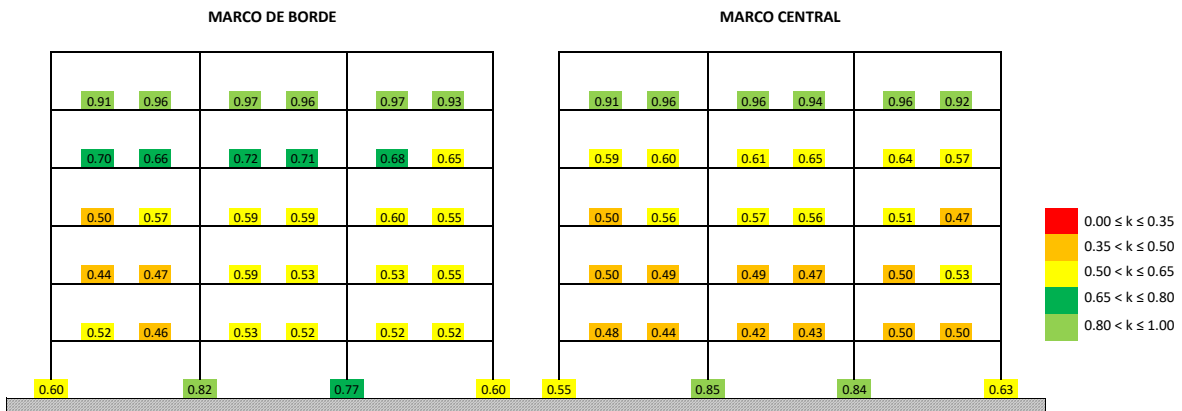 MARCO DE BORDE MARCO CENTRAL
0.91 0.96 0.97 0.96 0.97 0.93 0.91 0.96 0.96 0.94 0.96 0.92
0.70 0.66 0.72 0.71 0.68 0.65 0.59 0.60 0.61 0.65 0.64 0.57
0.50 0.57 0.59 0.59 0.60 0.55 0.50 0.56 0.57 0.56 0.51 0.47
0.00 ≤ k ≤ 0.35
0.35 < k ≤ 0.50
0.44 0.47 0.59 0.53 0.53 0.55 0.50 0.49 0.49 0.47 0.50 0.53
0.50 < k ≤ 0.65
0.65 < k ≤ 0.80
0.80 < k ≤ 1.00
0.52 0.46 0.53 0.52 0.52 0.52 0.48 0.44 0.42 0.43 0.50 0.50
0.60 0.82 0.77 0.60 0.55 0.85 0.84 0.63